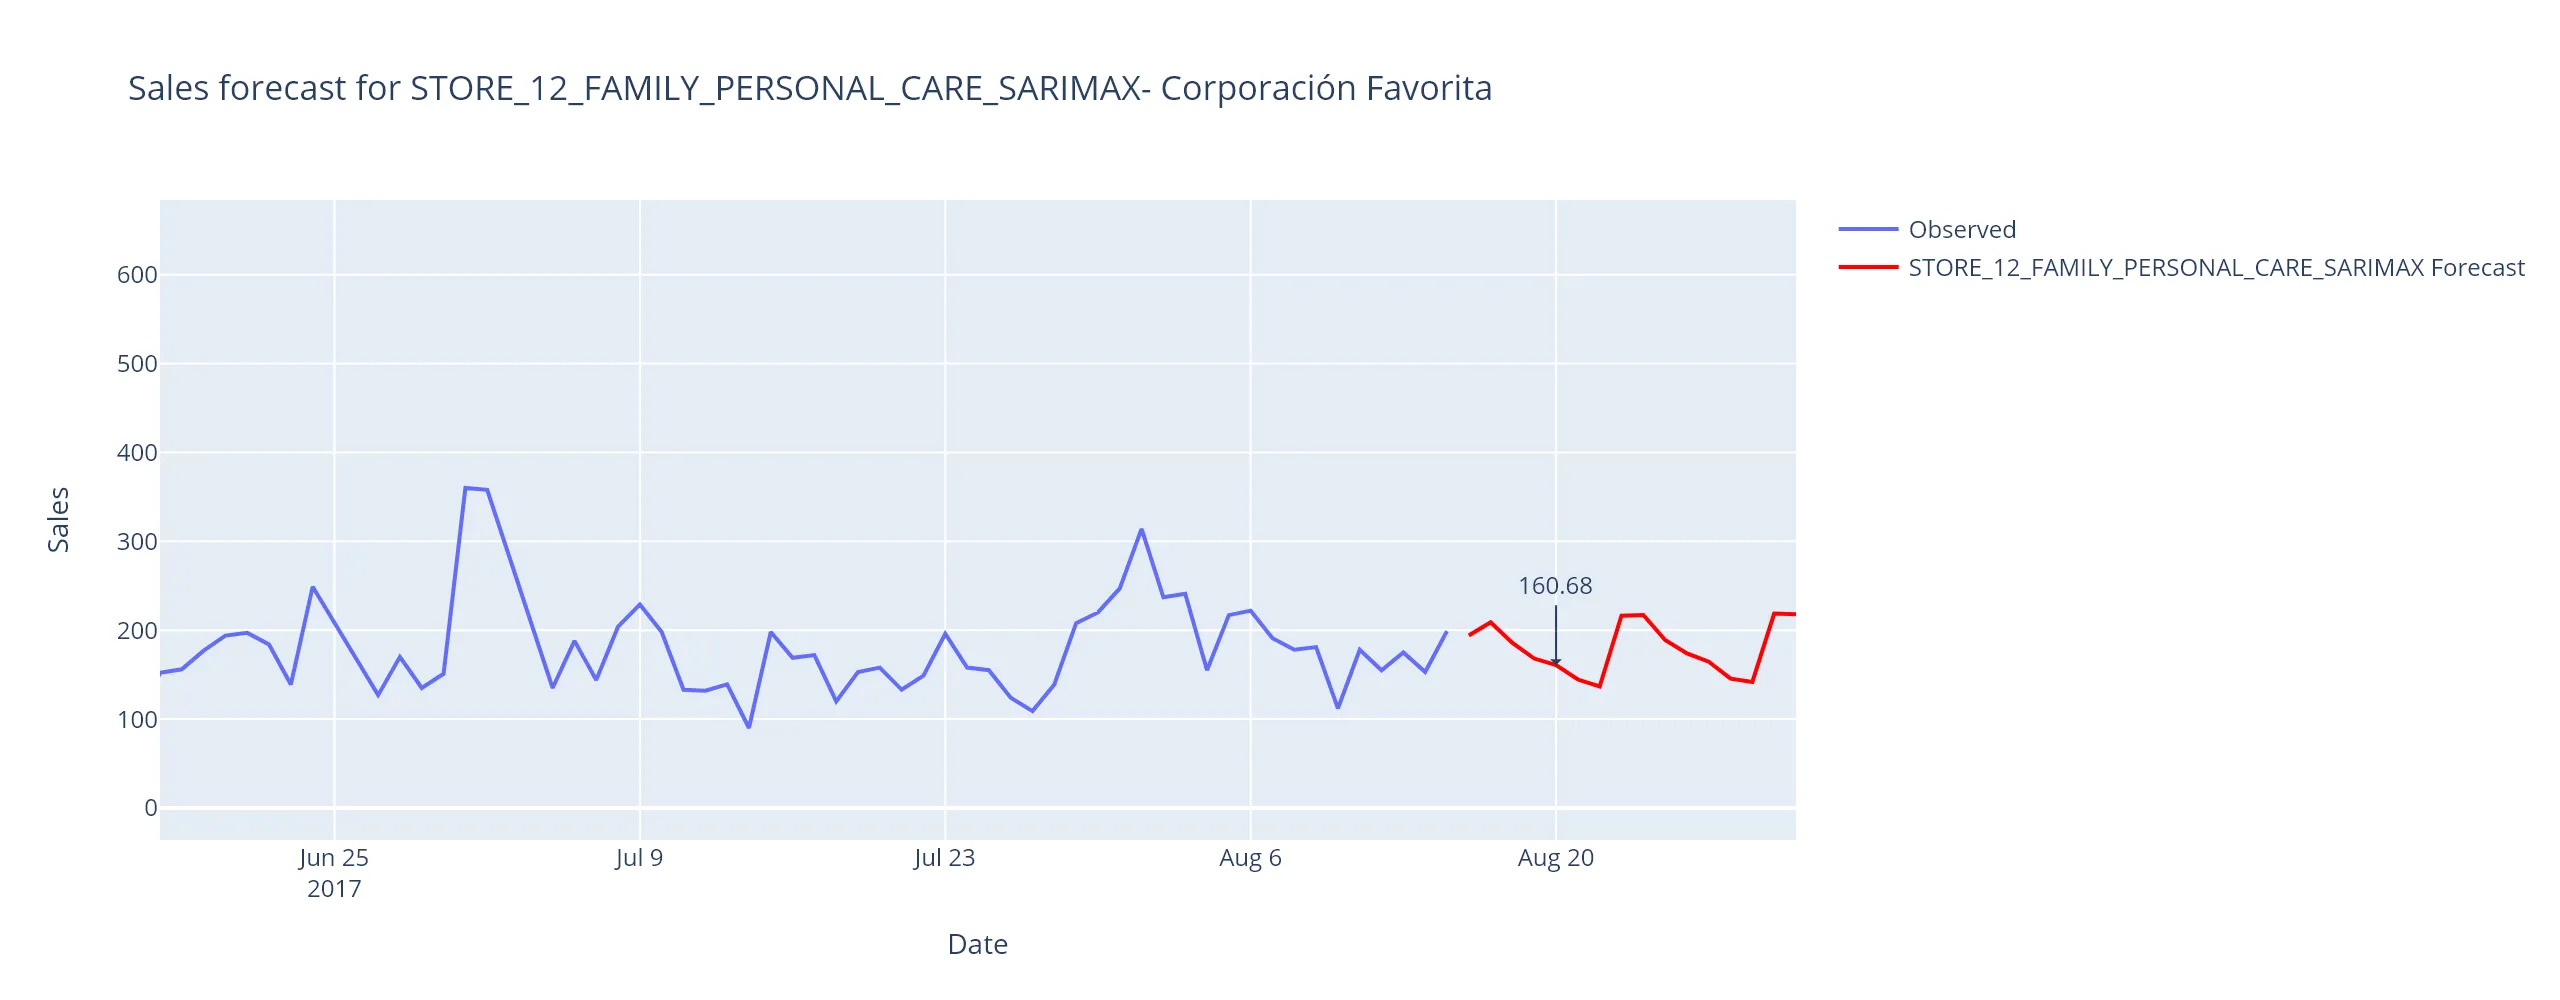 Sales forecast for STORE_12_FAMILY_PERSONAL_CARE_SARIMAX- Corporación Favorita
Observed
STORE_12_FAMILY_PERSONAL_CARE_SARIMAX Forecast
600
500
400
300
200
100
0
Sales
160.68
Jun 25
2017
Jul 9
Jul 23
Aug 6
Aug 20
Date